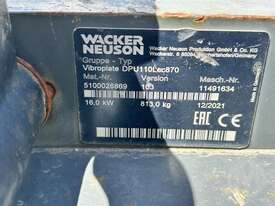 WACKER
NEUSON
Wacker Neuson Produktion GmbH & Co. KG
Gruppe - Typ
Vibroplate DPU110Lec870
Mat.-Nr. Version Masch.-Nr.
5100026869 103 11491634
16,0 kW 813,0 kg 12/2021
CE EAC